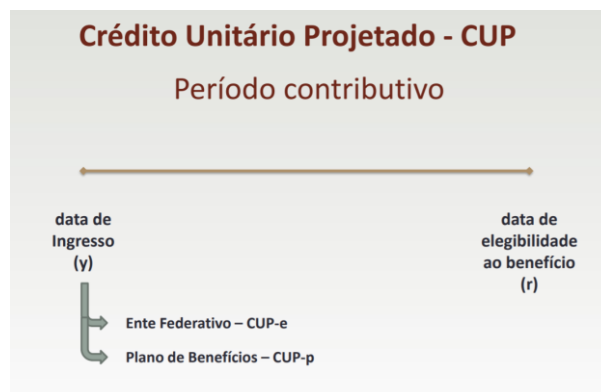 Crédito Unitário Projetado - CUP
Período contributivo
data de
Ingresso
(y)
data de
elegibilidade
ao benefício
(r)
Ente Federativo – CUP-e
Plano de Benefícios – CUP-p